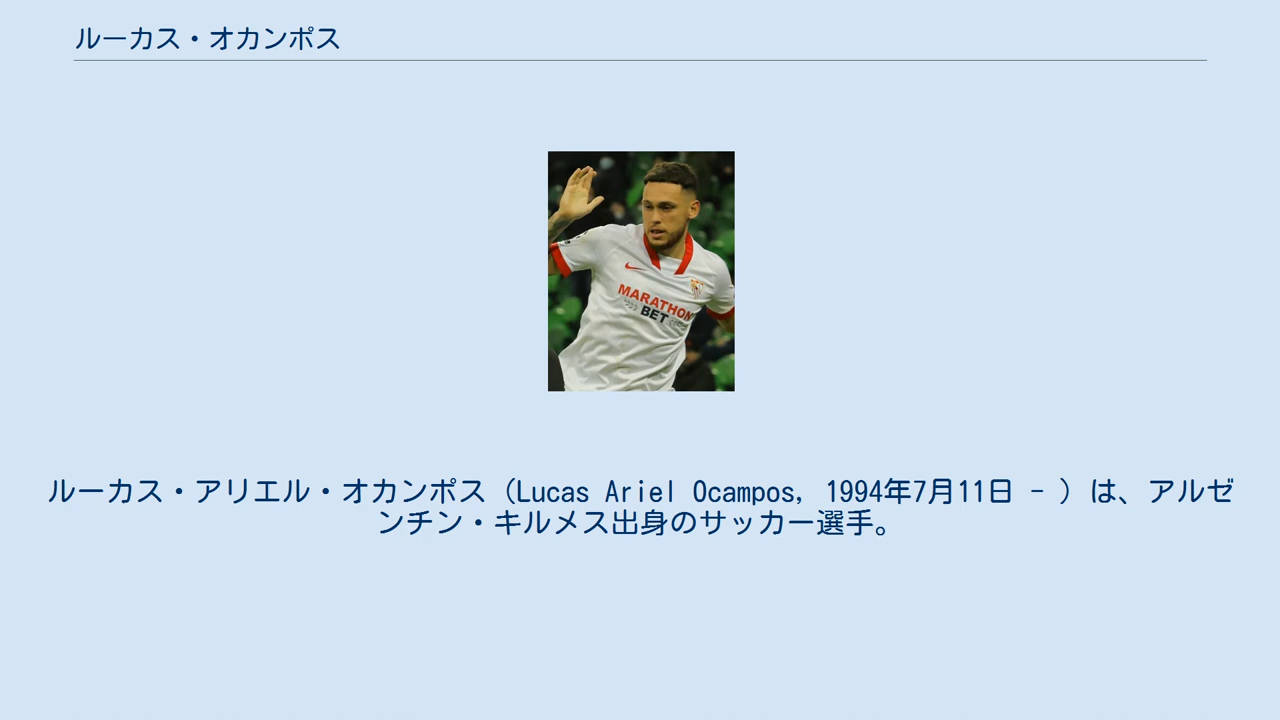 ルーカス・オカンポス
MARATHON
BET
ルーカス・アリエル・オカンポス（Lucas Ariel Ocampos, 1994年7月11日 - ）は、アルゼ
ンチン・キルメス出身のサッカー選手。